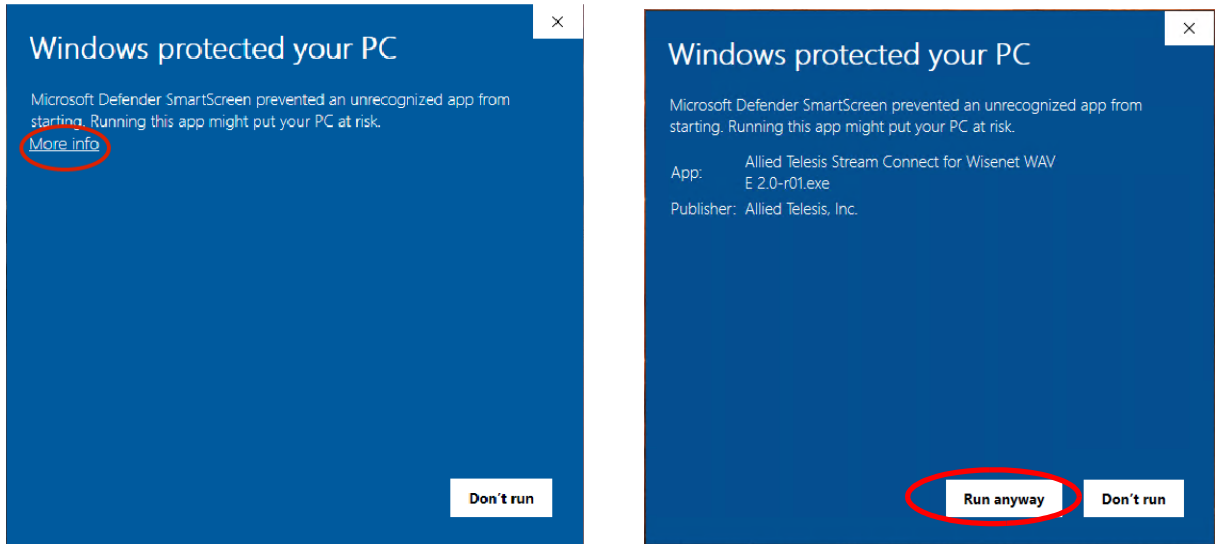 Windows protected your PC
Microsoft Defender SmartScreen prevented an unrecognized app from
starting. Running this app might put your PC at risk.
More info
Don't run
Windows protected your PC
Microsoft Defender SmartScreen prevented an unrecognized app from
starting. Running this app might put your PC at risk.
App: Allied Telesis Stream Connect for Wisenet WAV
E 2.0-r01.exe
Publisher: Allied Telesis, Inc.
Run anyway Don't run